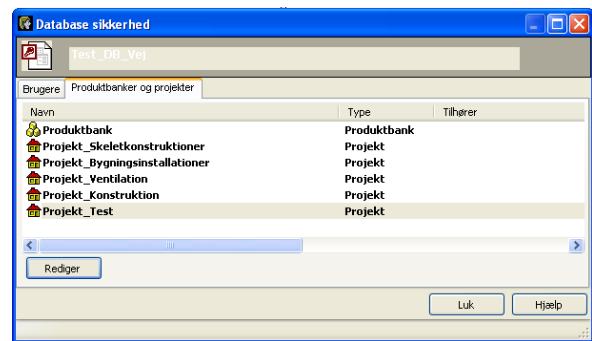 Database sikkerhed
Test_DB_Vej
Brugere Produktbanker og projekter
Navn Type Tilhører
Produktbank Produktbank
Projekt_Skeletkonstruktioner Projekt
Projekt_Bygningsinstallationer Projekt
Projekt_Ventilation Projekt
Projekt_Konstruktion Projekt
Projekt_Test Projekt
Rediger
Luk Hjælp